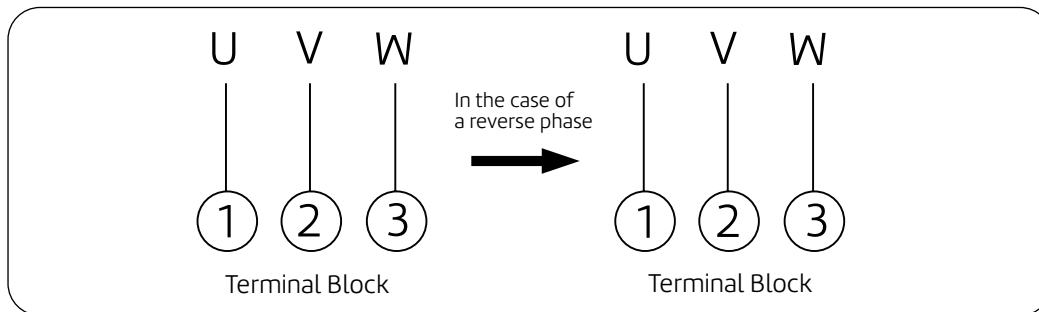 U V W
1 2 3
Terminal Block
In the case of
a reverse phase
U V W
1 2 3
Terminal Block